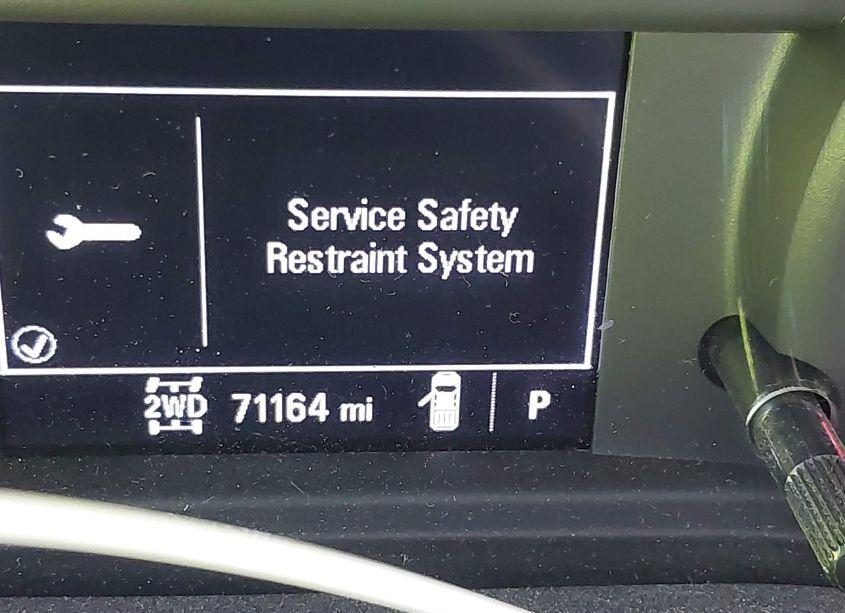 Service Safety
Restraint System
2WD 71164 mi P